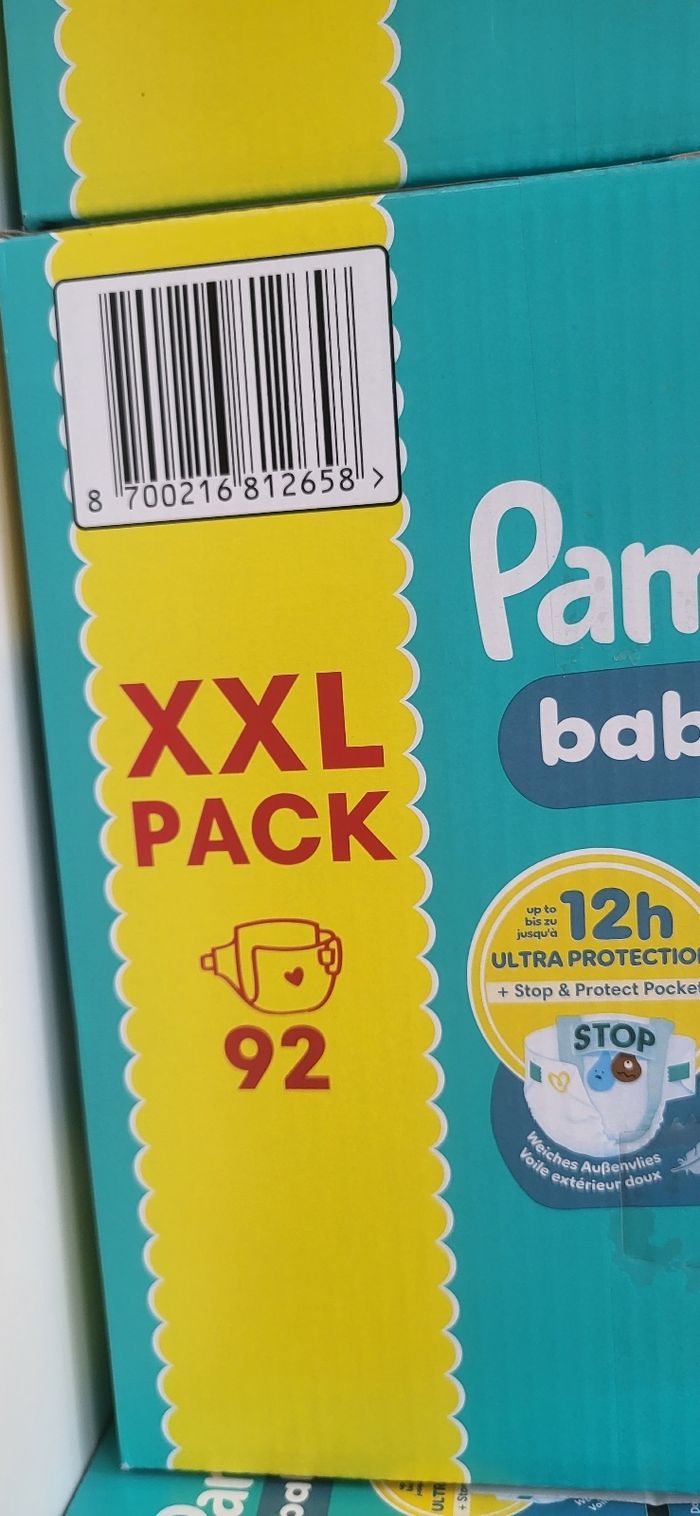 8 700216 812658 >
XXL
PACK
92
Pam
bab
up to
bis zu
jusqu'à
12h
ULTRA PROTECTIO
+ Stop & Protect Pocket
STOP
Weiches Außenvlies
Voile extérieur doux